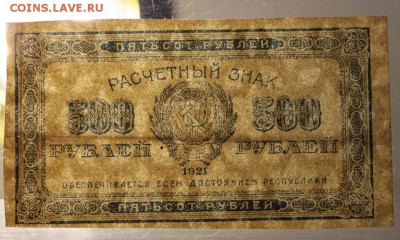 COINS.LAVE.RU
ПЯТЬСОТ РУБЛЕЙ
РАСЧЕТНЫЙ ЗНАК
500 500
РУБЛЕЙ РУБЛЕЙ
1921
ОБЕСПЕЧИВАЕТСЯ ВСЕМ ДОСТОЯНИЕМ РЕСПУБЛИКИ
ПЯТЬСОТ РУБЛЕЙ